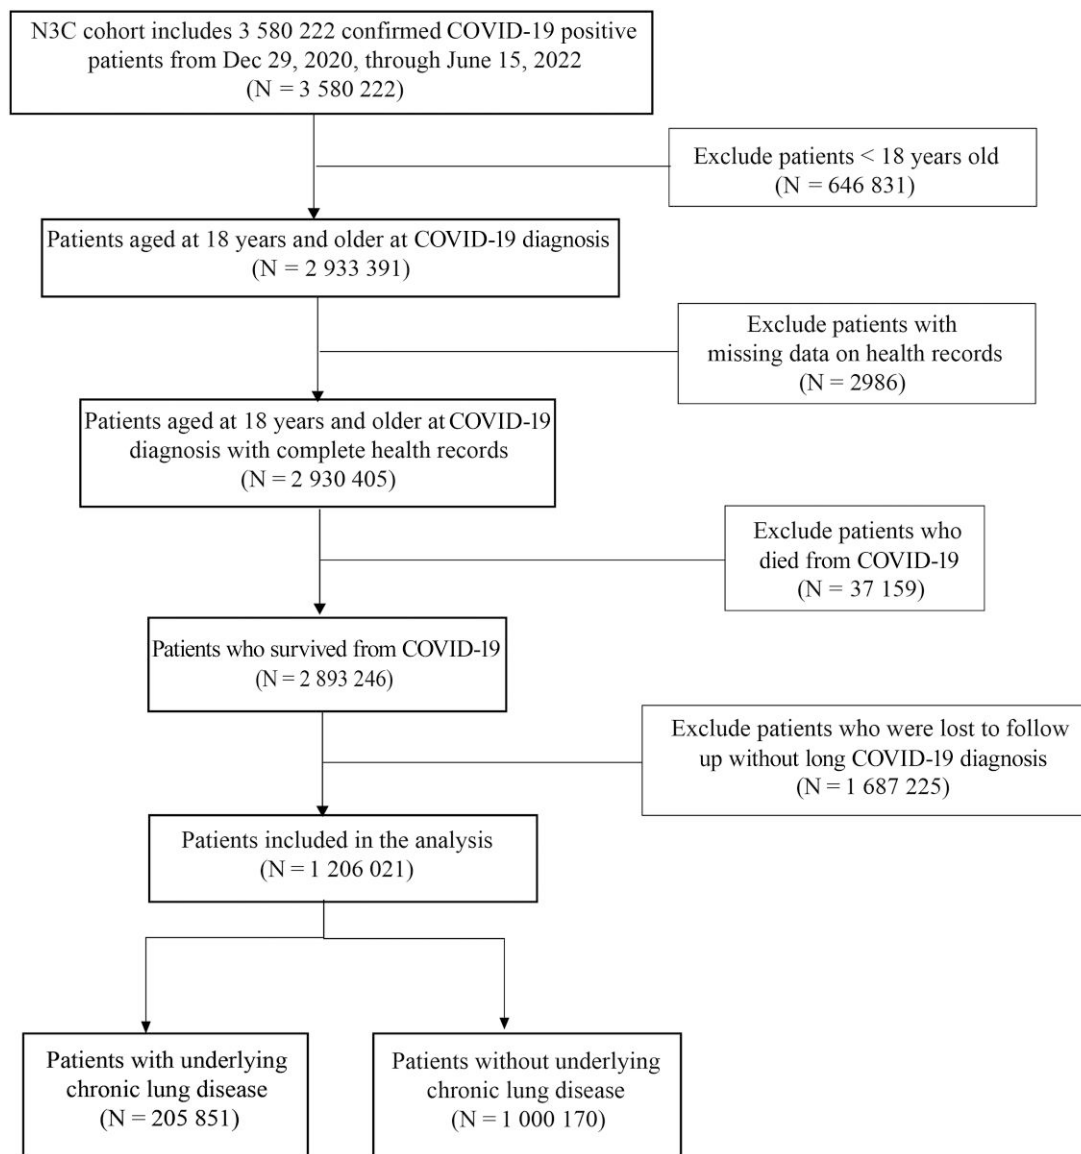 N3C cohort includes 3 580 222 confirmed COVID-19 positive
patients from Dec 29, 2020, through June 15, 2022
(N = 3 580 222)
Exclude patients < 18 years old
(N = 646 831)
Patients aged at 18 years and older at COVID-19 diagnosis
(N = 2 933 391)
Exclude patients with
missing data on health records
(N = 2986)
Patients aged at 18 years and older at COVID-19
diagnosis with complete health records
(N = 2 930 405)
Exclude patients who
died from COVID-19
(N = 37 159)
Patients who survived from COVID-19
(N = 2 893 246)
Exclude patients who were lost to follow
up without long COVID-19 diagnosis
(N = 1 687 225)
Patients included in the analysis
(N = 1 206 021)
Patients with underlying
chronic lung disease
(N = 205 851)
Patients without underlying
chronic lung disease
(N = 1 000 170)